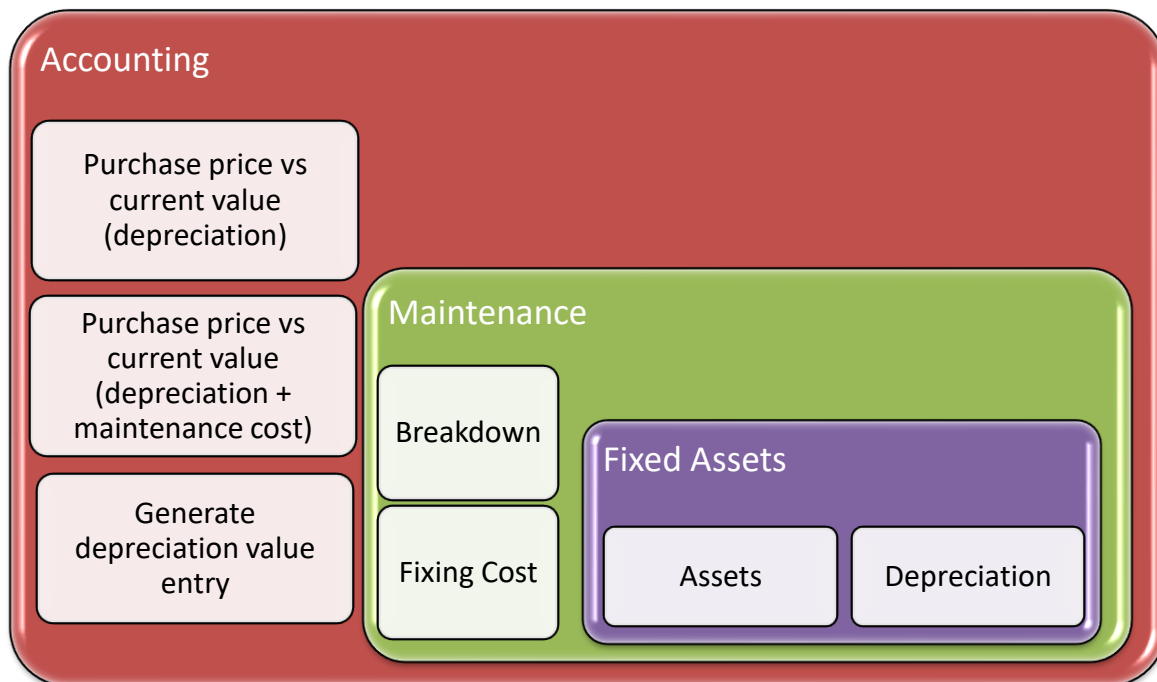 Accounting
Purchase price vs
current value
(depreciation)
Purchase price vs
current value
(depreciation +
maintenance cost)
Generate
depreciation value
entry
Maintenance
Breakdown
Fixing Cost
Fixed Assets
Assets
Depreciation